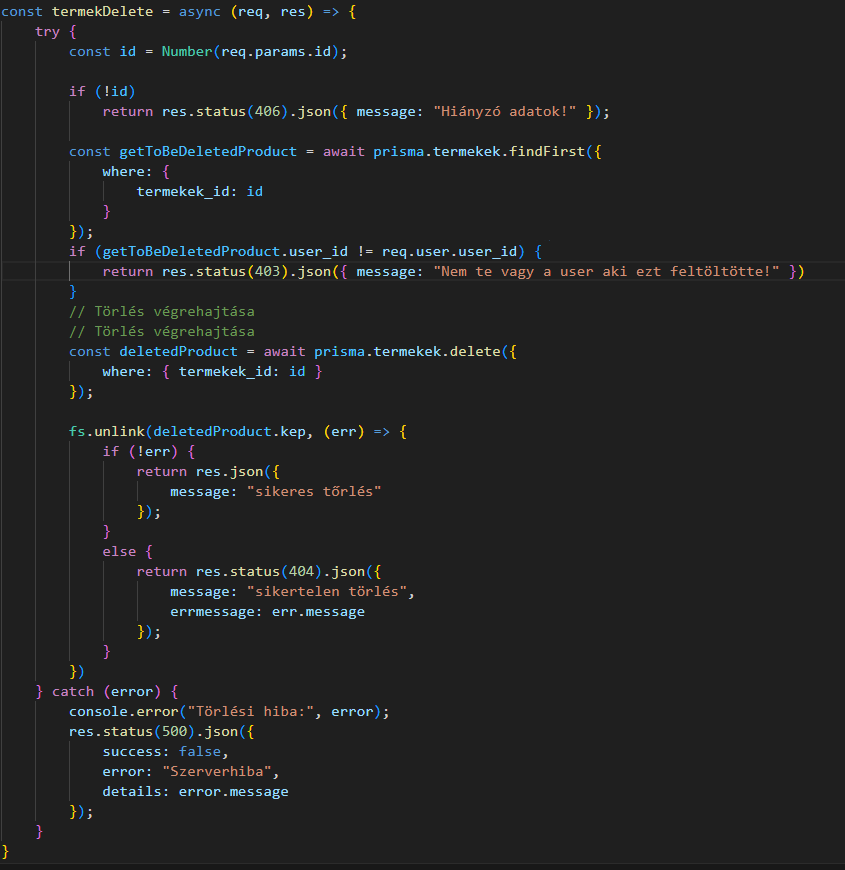 const termekDelete = async (req, res) => {
    try {
        const id = Number(req.params.id);

        if (!id)
            return res.status(406).json({ message: "Hiányzó adatok!" });

        const getToBeDeletedProduct = await prisma.termekek.findFirst({
            where: {
                termekek_id: id
            }
        });
        if (getToBeDeletedProduct.user_id != req.user.user_id) {
            return res.status(403).json({ message: "Nem te vagy a user aki ezt feltöltötte!" })
        }
        // Törlés végrehajtása
        // Törlés végrehajtása
        const deletedProduct = await prisma.termekek.delete({
            where: { termekek_id: id }
        });

        fs.unlink(deletedProduct.kep, (err) => {
            if (!err) {
                return res.json({
                    message: "sikeres tőrlés"
                });
            }
            else {
                return res.status(404).json({
                    message: "sikertelen törlés",
                    errmessage: err.message
                });
            }
        })
    } catch (error) {
        console.error("Törlési hiba:", error);
        res.status(500).json({
            success: false,
            error: "Szerverhiba",
            details: error.message
        });
    }
}